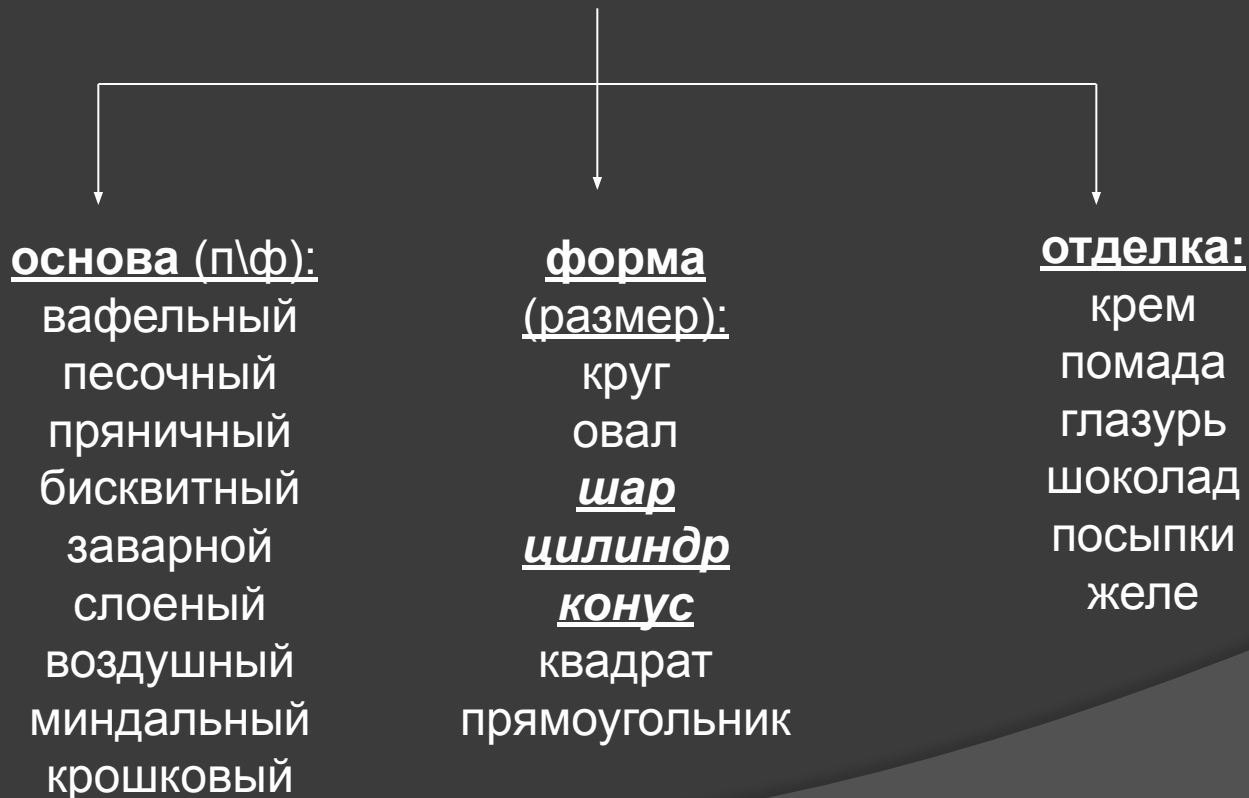 основа (п\ф):
вафельный
песочный
пряничный
бисквитный
заварной
слоеный
воздушный
миндальный
крошковый
форма
(размер):
круг
овал
шар
цилиндр
конус
квадрат
прямоугольник
отделка:
крем
помада
глазурь
шоколад
посыпки
желе